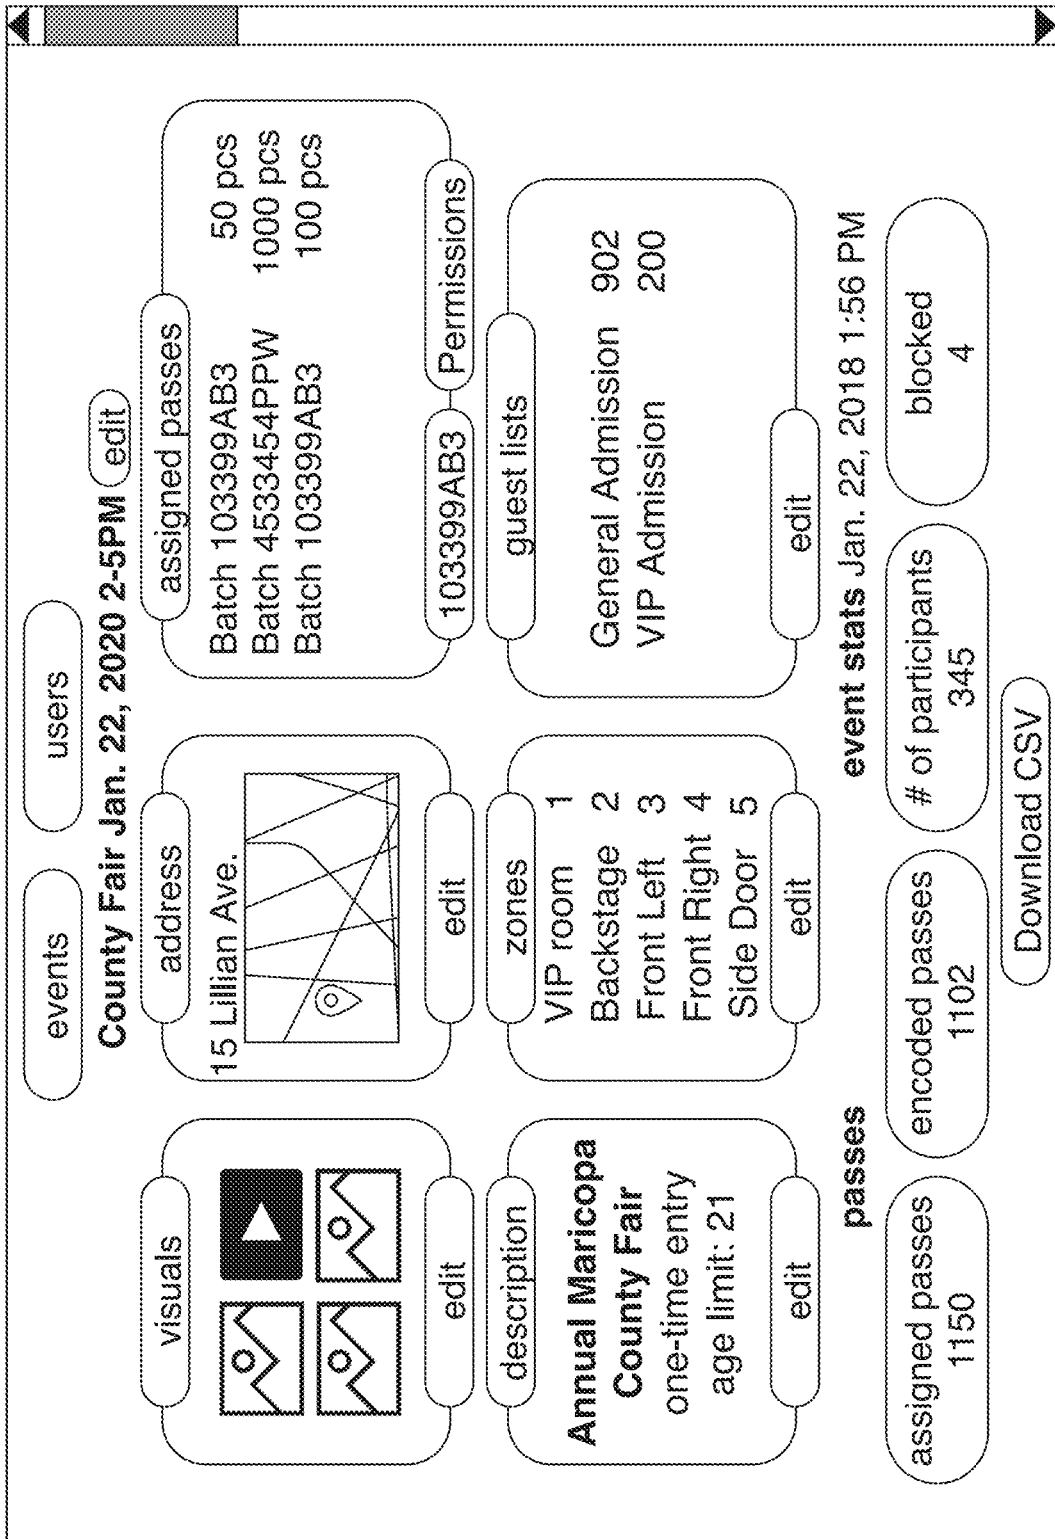 events
users
County Fair Jan. 22, 2020 2-5PM edit
visuals
edit
address
15 Lillian Ave.
edit
assigned passes
Batch 103399AB3 50 pcs
Batch 4533454PPW 1000 pcs
Batch 103399AB3 100 pcs
103399AB3
Permissions
description
Annual Maricopa
County Fair
one-time entry
age limit: 21
edit
zones
VIP room 1
Backstage 2
Front Left 3
Front Right 4
Side Door 5
edit
guest lists
General Admission 902
VIP Admission 200
edit
passes
event stats Jan. 22, 2018 1:56 PM
assigned passes
1150
encoded passes
1102
# of participants
345
blocked
4
Download CSV